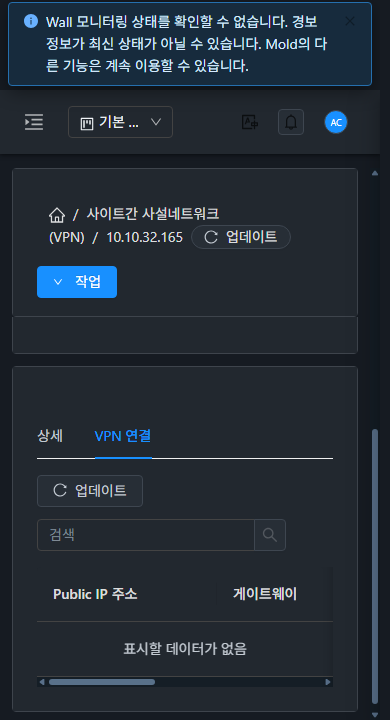 Wall 모니터링 상태를 확인할 수 없습니다. 경보
정보가 최신 상태가 아닐 수 있습니다. Mold의 다
른 기능은 계속 이용할 수 있습니다.
기본 ...
AC
/ 사이트간 사설네트워크
(VPN) / 10.10.32.165 업데이트
작업
상세 VPN 연결
업데이트
검색
Public IP 주소 게이트웨이
표시할 데이터가 없음